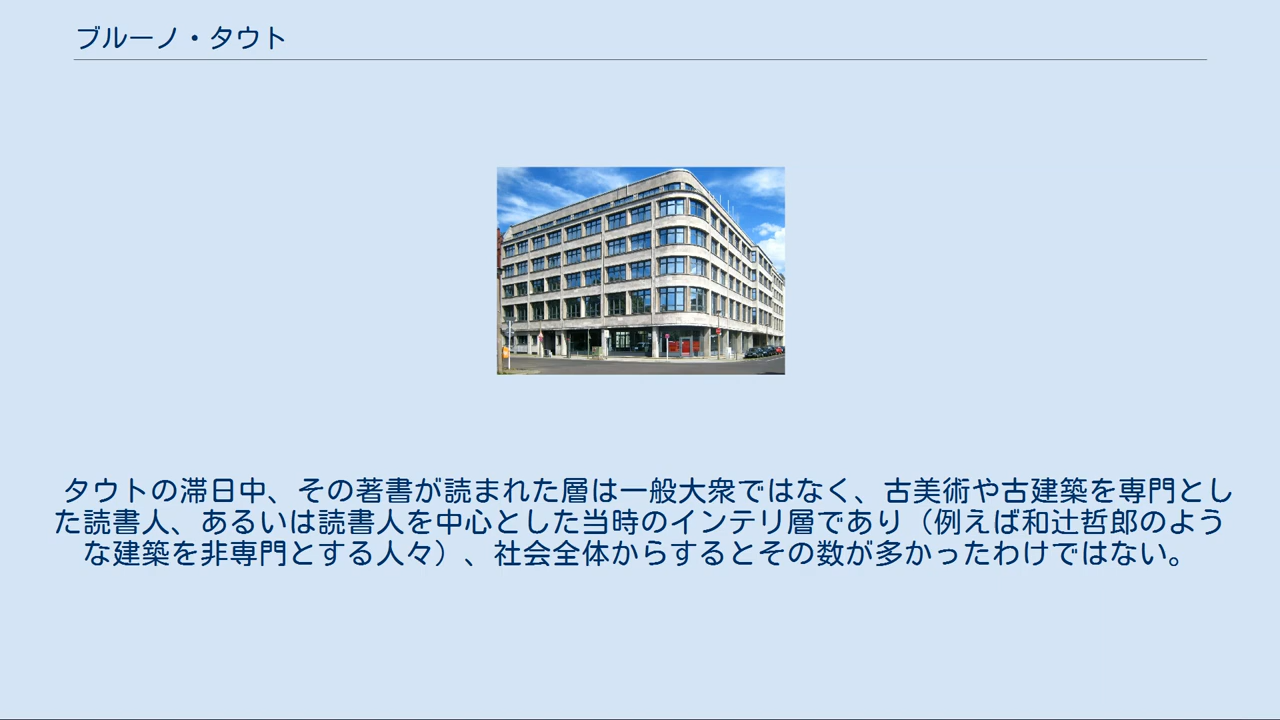 ブルーノ・タウト
タウトの滞日中、その著書が読まれた層は一般大衆ではなく、古美術や古建築を専門とし
た読書人、あるいは読書人を中心とした当時のインテリ層であり（例えば和辻哲郎のよう
な建築を非専門とする人々）、社会全体からするとその数が多かったわけではない。